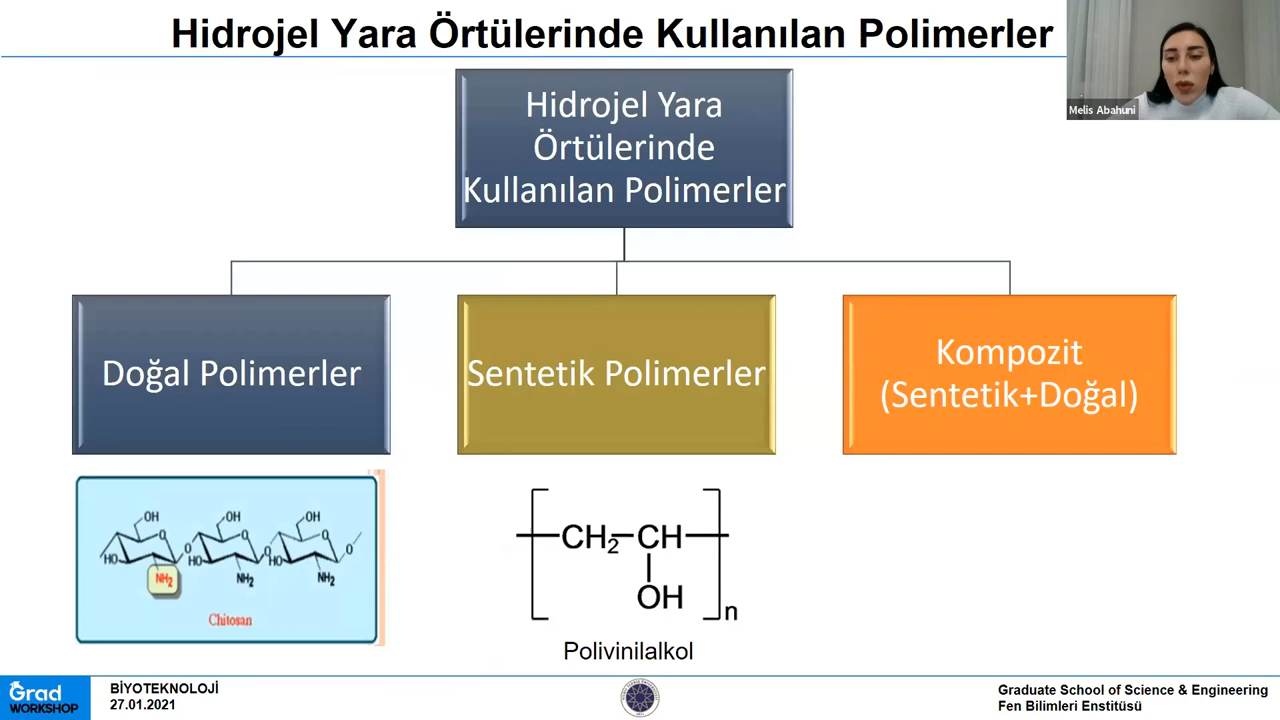 Hidrojel Yara Örtülerinde Kullanılan Polimerler
Melis Abahuni
Hidrojel Yara
Örtülerinde
Kullanılan Polimerler
Doğal Polimerler
Sentetik Polimerler
Kompozit
(Sentetik+Doğal)
OH OH OH
O O O
HO O HO O HO O
NH2 NH2 NH2
Chitosan
CH2 CH
OH
n
Polivinilalkol
Grad
WORKSHOP
BİYOTEKNOLOJİ
27.01.2021
Graduate School of Science & Engineering
Fen Bilimleri Enstitüsü